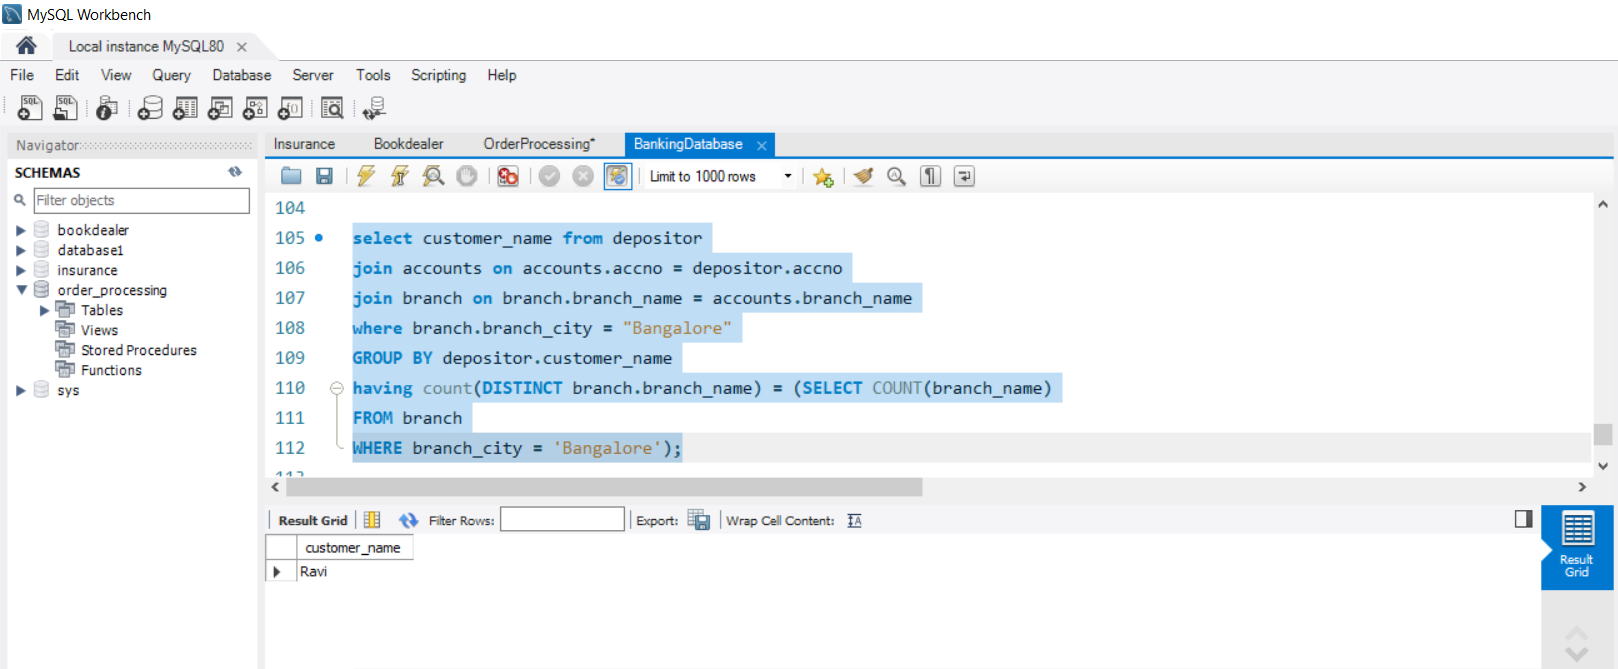 MySQL Workbench
Local instance MySQL80
File Edit View Query Database Server Tools Scripting Help
Navigator
SCHEMAS
Filter objects
bookdealer
database1
insurance
order_processing
Tables
Views
Stored Procedures
Functions
sys
Insurance Bookdealer OrderProcessing* BankingDatabase
Limit to 1000 rows
104
105 select customer_name from depositor
106 join accounts on accounts.accno = depositor.accno
107 join branch on branch.branch_name = accounts.branch_name
108 where branch.branch_city = "Bangalore"
109 GROUP BY depositor.customer_name
110 having count(DISTINCT branch.branch_name) = (SELECT COUNT(branch_name)
111 FROM branch
112 WHERE branch_city = 'Bangalore');
Result Grid Filter Rows: Export: Wrap Cell Content:
customer_name
Ravi
Result
Grid